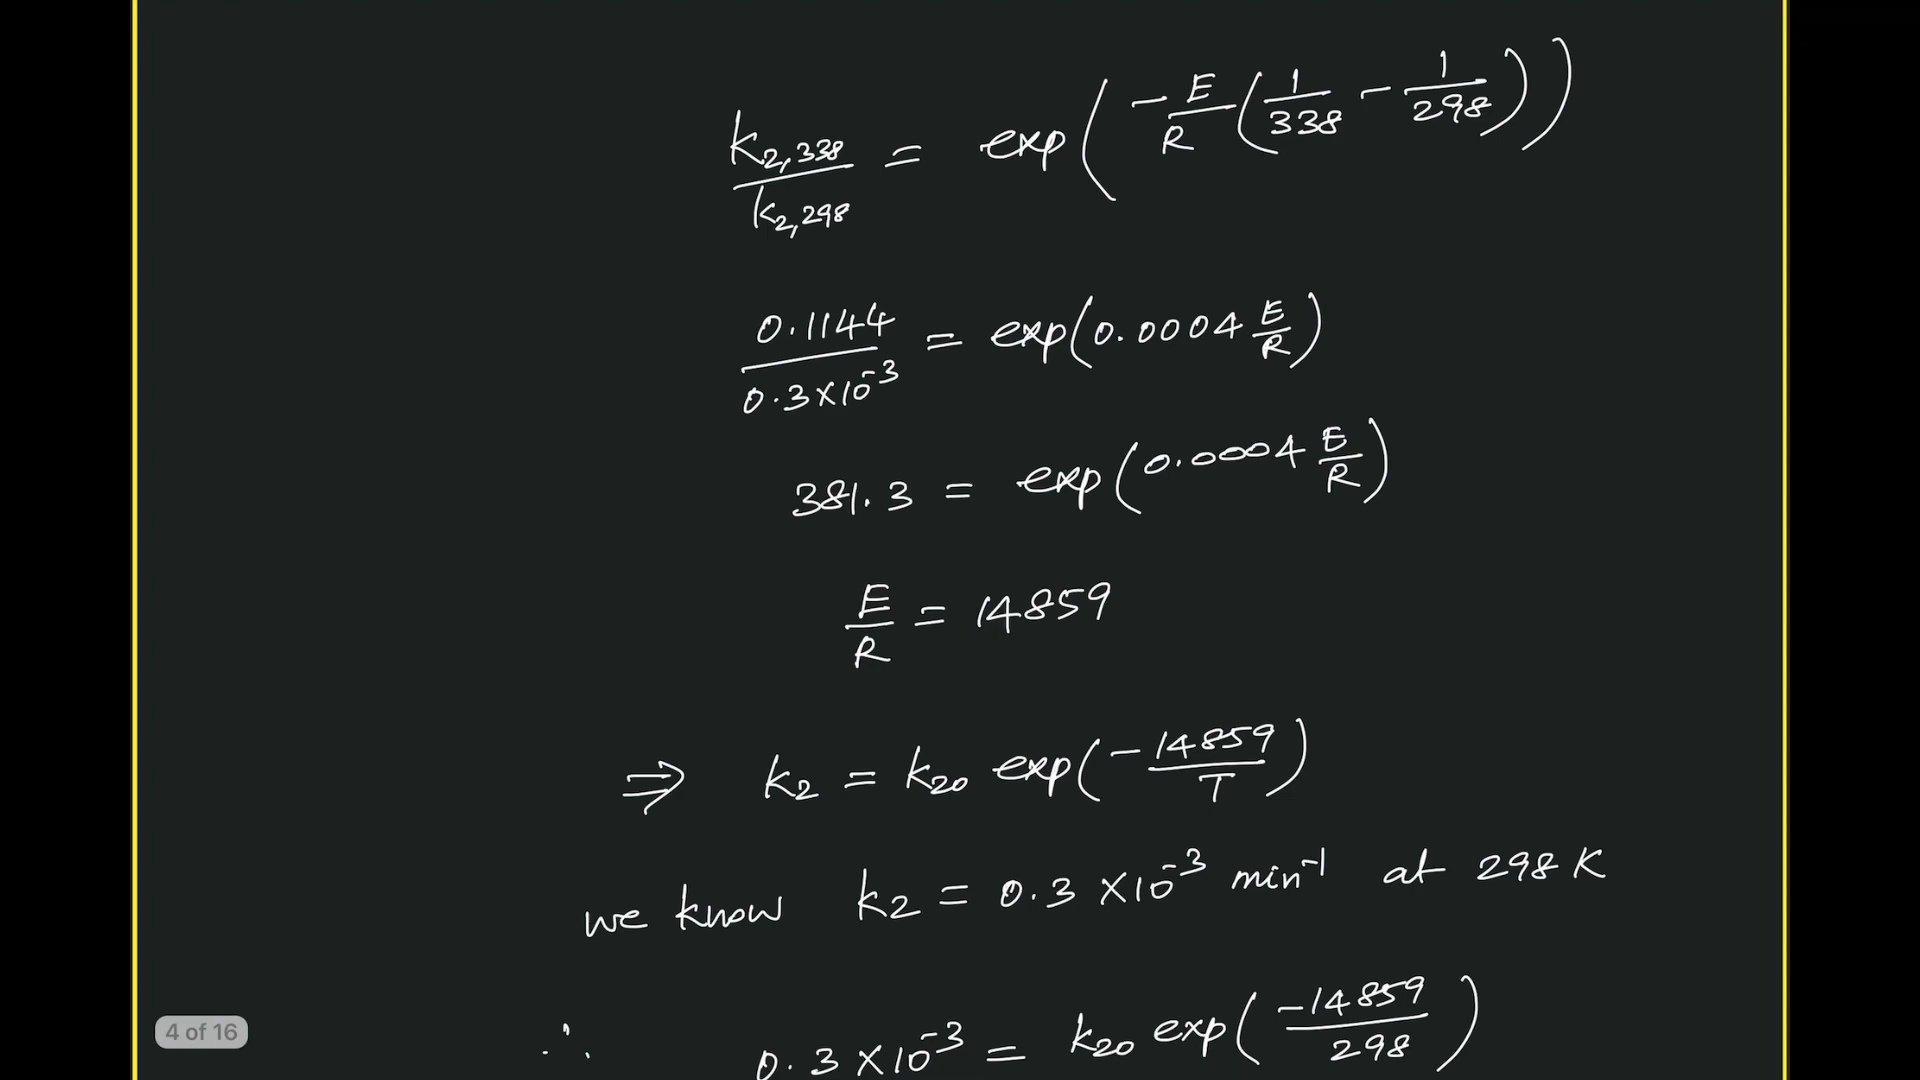 k2,338 / k2,298 = exp(-E/R (1/338 - 1/298))
0.1144 / 0.3×10^-3 = exp(0.0004 E/R)
381.3 = exp(0.0004 E/R)
E/R = 14859
⇒ k2 = k20 exp(-14859/T)
we know k2 = 0.3 ×10^-3 min^-1 at 298 K
∴ 0.3 ×10^-3 = k20 exp(-14859/298)
4 of 16